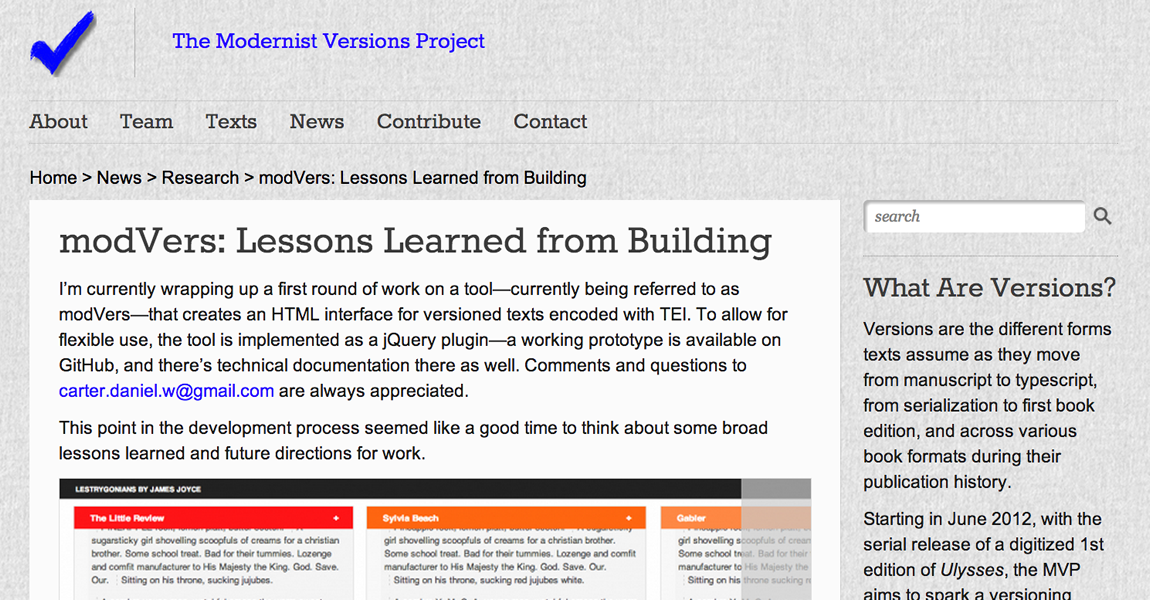 The Modernist Versions Project
About Team Texts News Contribute Contact
Home > News > Research > modVers: Lessons Learned from Building
modVers: Lessons Learned from Building
I’m currently wrapping up a first round of work on a tool—currently being referred to as
modVers—that creates an HTML interface for versioned texts encoded with TEI. To allow for
flexible use, the tool is implemented as a jQuery plugin—a working prototype is available on
GitHub, and there’s technical documentation there as well. Comments and questions to
carter.daniel.w@gmail.com are always appreciated.
This point in the development process seemed like a good time to think about some broad
lessons learned and future directions for work.
LESTRYGONIANS BY JAMES JOYCE
The Little Review +
sugarsticky girl shovelling scoopfuls of creams for a christian
brother. Some school treat. Bad for their tummies. Lozenge
and comfit manufacturer to His Majesty the King. God. Save.
Our. Sitting on his throne, sucking jujubes.
Sylvia Beach +
girl shovelling scoopfuls of creams for a christian brother.
Some school treat. Bad for their tummies. Lozenge and comfit
manufacturer to His Majesty the King. God. Save. Our.
Sitting on his throne, sucking red jujubes white.
Gabler
girl shovelling scoopfuls of cream
Some school treat. Bad for their
manufacturer to His Majesty the
Sitting on his throne sucking r
search
What Are Versions?
Versions are the different forms
texts assume as they move
from manuscript to typescript,
from serialization to first book
edition, and across various
book formats during their
publication history.
Starting in June 2012, with the
serial release of a digitized 1st
edition of Ulysses, the MVP
aims to spark a versioning